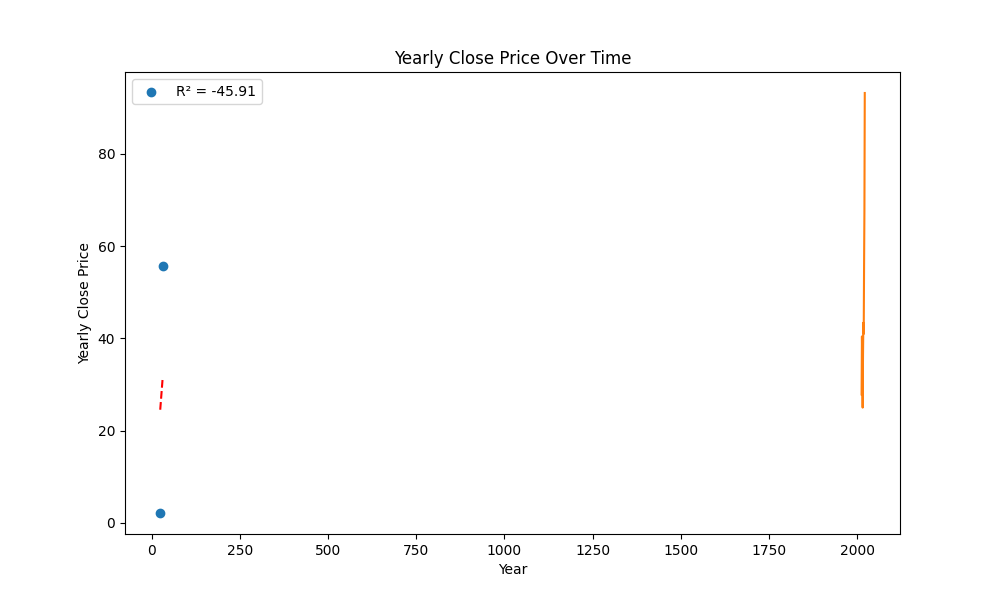 Yearly Close Price Over Time
R² = -45.91
Yearly Close Price
80
60
40
20
0
0 250 500 750 1000 1250 1500 1750 2000
Year